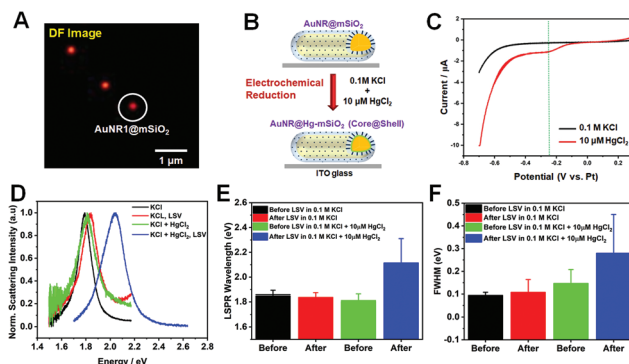 A
DF Image
AuNR1@mSiO₂
1 µm
B
AuNR@mSiO₂
Electrochemical
Reduction
0.1M KCl
+
10 µM HgCl₂
AuNR@Hg-mSiO₂ (Core@Shell)
ITO glass
C
Current / µA
2
0
-2
-4
-6
-8
-10
0.1 M KCl
10 µM HgCl₂
-0.8 -0.6 -0.4 -0.2 0.0 0.2
Potential (V vs. Pt)
D
Norm. Scattering Intensity (a.u)
1.0
0.8
0.6
0.4
0.2
0.0
KCl
KCL, LSV
KCl + HgCl₂
KCl + HgCl₂, LSV
1.4 1.6 1.8 2.0 2.2 2.4 2.6
Energy / eV
E
LSPR Wavelength (eV)
2.4
2.2
2.0
1.8
1.6
Before LSV in 0.1 M KCl
After LSV in 0.1 M KCl
Before LSV in 0.1 M KCl + 10µM HgCl₂
After LSV in 0.1 M KCl + 10µM HgCl₂
Before After Before After
F
FWHM (eV)
0.5
0.4
0.3
0.2
0.1
0.0
-0.1
Before LSV in 0.1 M KCl
After LSV in 0.1 M KCl
Before LSV in 0.1 M KCl + 10µM HgCl₂
After LSV in 0.1 M KCl + 10µM HgCl₂
Before After Before After